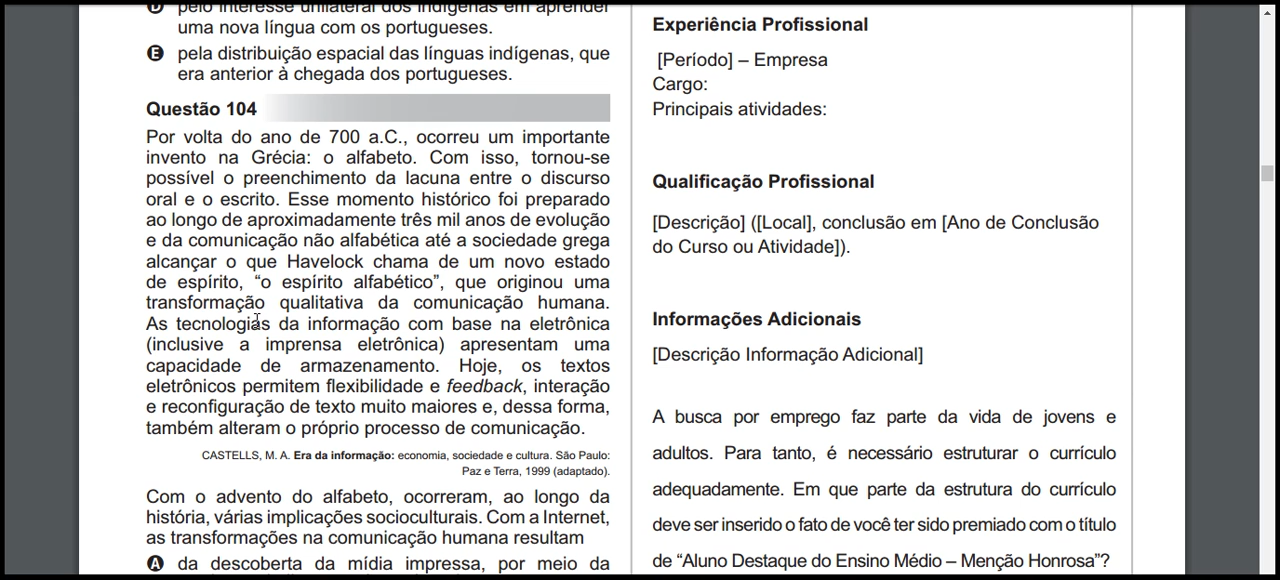 D pelo interesse unilateral dos indígenas em aprender
uma nova língua com os portugueses.
E pela distribuição espacial das línguas indígenas, que
era anterior à chegada dos portugueses.
Questão 104
Por volta do ano de 700 a.C., ocorreu um importante
invento na Grécia: o alfabeto. Com isso, tornou-se
possível o preenchimento da lacuna entre o discurso
oral e o escrito. Esse momento histórico foi preparado
ao longo de aproximadamente três mil anos de evolução
e da comunicação não alfabética até a sociedade grega
alcançar o que Havelock chama de um novo estado
de espírito, “o espírito alfabético”, que originou uma
transformação qualitativa da comunicação humana.
As tecnologias da informação com base na eletrônica
(inclusive a imprensa eletrônica) apresentam uma
capacidade de armazenamento. Hoje, os textos
eletrônicos permitem flexibilidade e feedback, interação
e reconfiguração de texto muito maiores e, dessa forma,
também alteram o próprio processo de comunicação.
CASTELLS, M. A. Era da informação: economia, sociedade e cultura. São Paulo:
Paz e Terra, 1999 (adaptado).
Com o advento do alfabeto, ocorreram, ao longo da
história, várias implicações socioculturais. Com a Internet,
as transformações na comunicação humana resultam
A da descoberta da mídia impressa, por meio da
Experiência Profissional
[Período] – Empresa
Cargo:
Principais atividades:
Qualificação Profissional
[Descrição] ([Local], conclusão em [Ano de Conclusão
do Curso ou Atividade]).
Informações Adicionais
[Descrição Informação Adicional]
A busca por emprego faz parte da vida de jovens e
adultos. Para tanto, é necessário estruturar o currículo
adequadamente. Em que parte da estrutura do currículo
deve ser inserido o fato de você ter sido premiado com o título
de “Aluno Destaque do Ensino Médio – Menção Honrosa”?